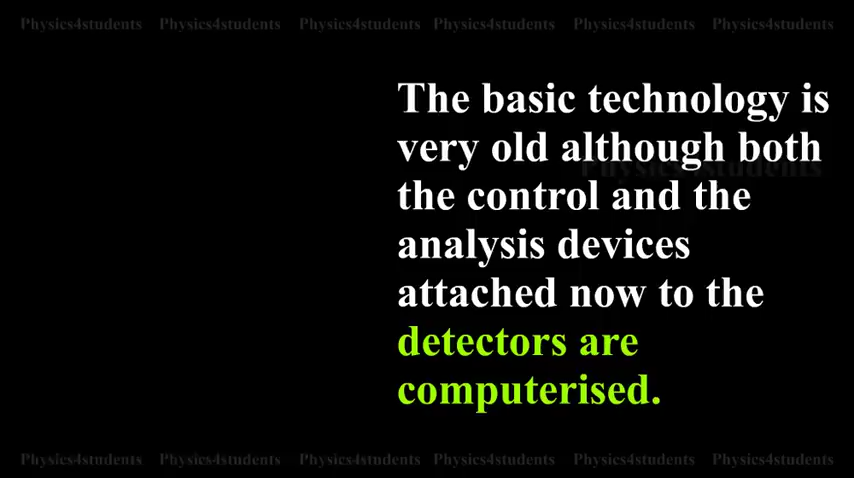 Physics4students Physics4students Physics4students Physics4students Physics4students Physics4students
The basic technology is
very old although both
Physics4students
the control and the
analysis devices
attached now to the
detectors are
computerised.
Physics4students Physics4students Physics4students Physics4students Physics4students Physics4students